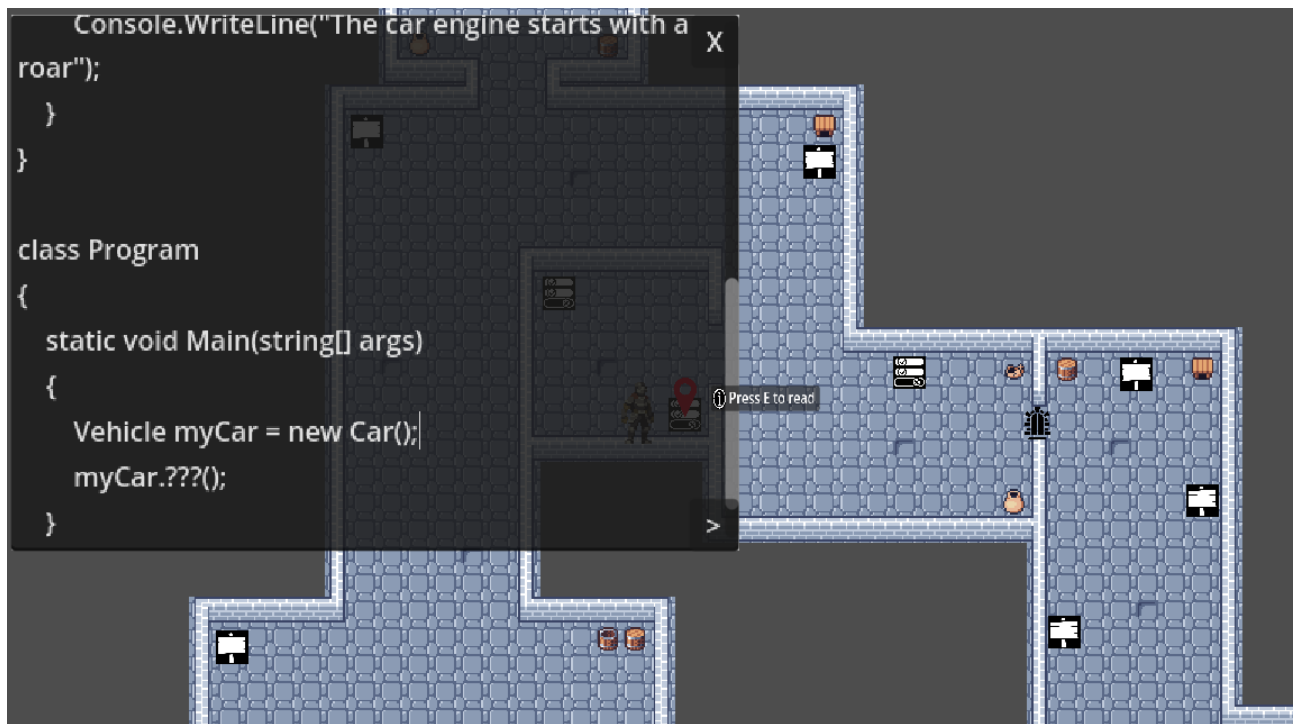 Console.WriteLine("The car engine starts with a
roar");
}
}
class Program
{
static void Main(string[] args)
{
Vehicle myCar = new Car();
myCar.???();
}
X
>
Press E to read